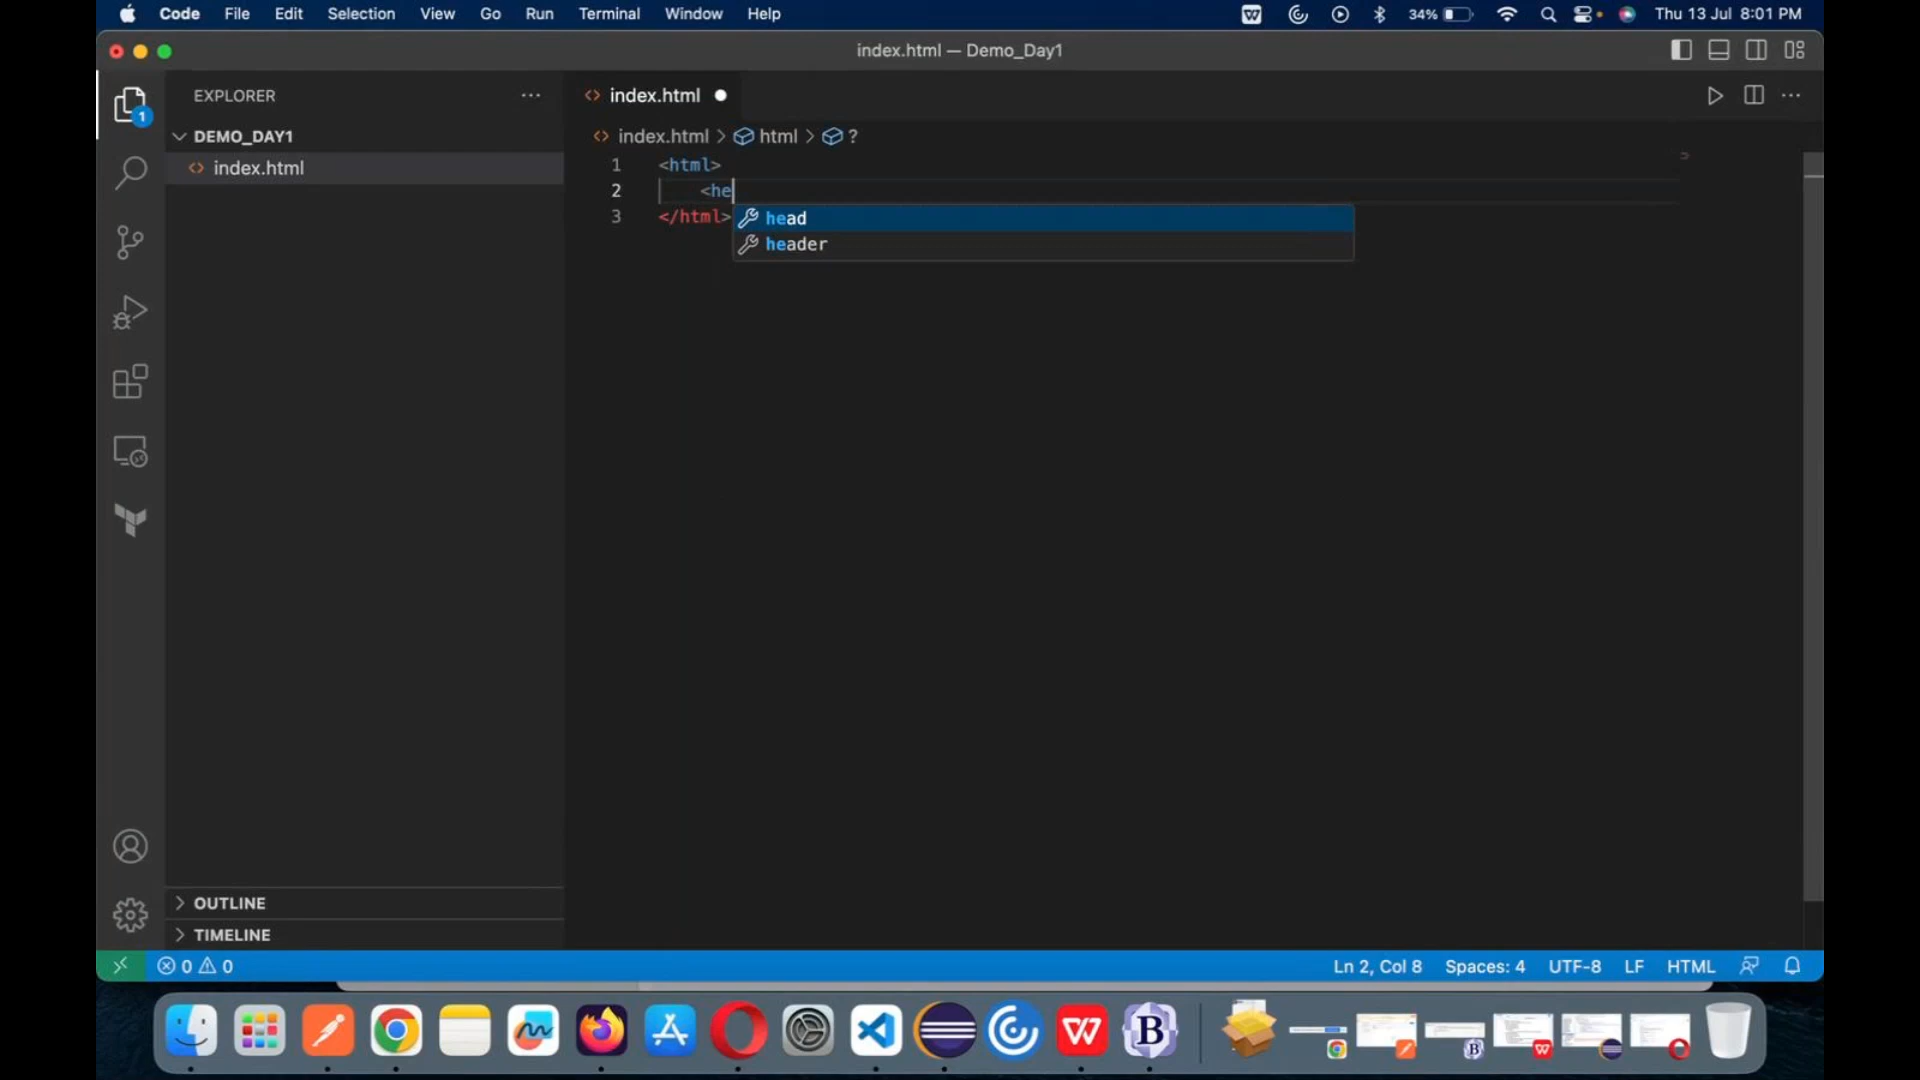 Code File Edit Selection View Go Run Terminal Window Help 34% Thu 13 Jul 8:01 PM
index.html — Demo_Day1
EXPLORER
index.html
1
DEMO_DAY1
index.html > html > ?
index.html
1 <html>
2 <he
3 </html>
head
header
OUTLINE
TIMELINE
0 0 Ln 2, Col 8 Spaces: 4 UTF-8 LF HTML
W
B